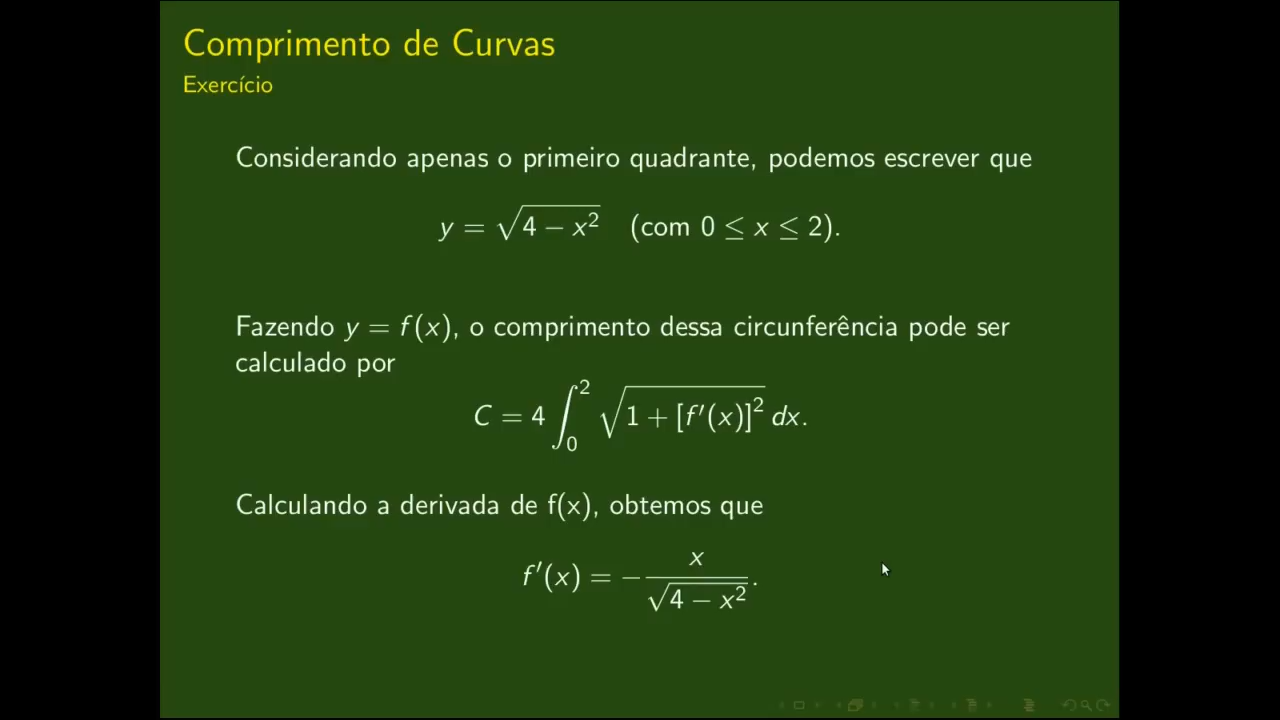 Comprimento de Curvas
Exercício
Considerando apenas o primeiro quadrante, podemos escrever que
y = √(4 − x²) (com 0 ≤ x ≤ 2).
Fazendo y = f(x), o comprimento dessa circunferência pode ser
calculado por
C = 4 ∫₀² √(1 + [f′(x)]²) dx.
Calculando a derivada de f(x), obtemos que
f′(x) = − x / √(4 − x²).